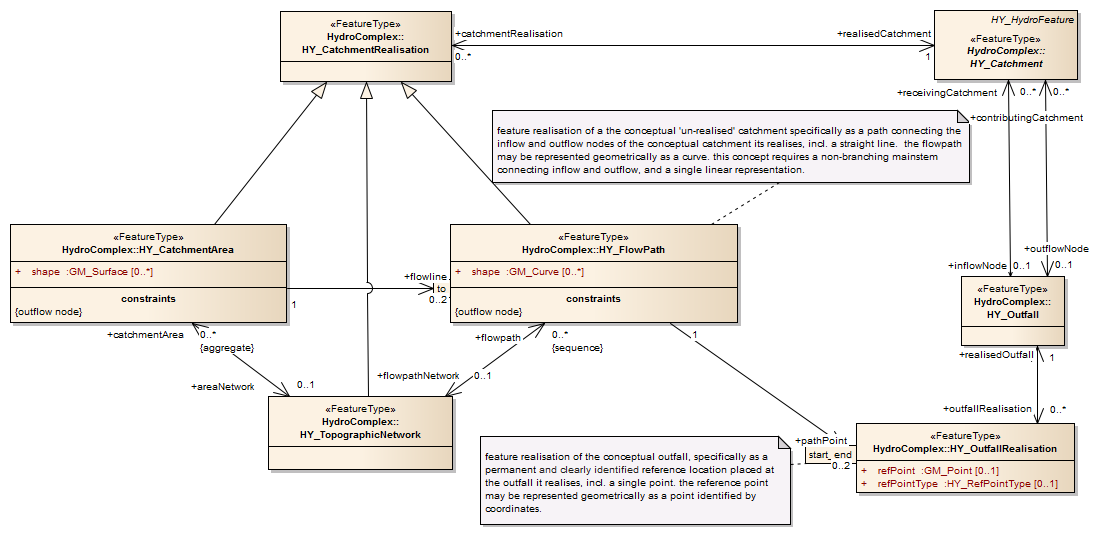 «FeatureType»
HydroComplex::
HY_CatchmentRealisation
+catchmentRealisation
0..*
+realisedCatchment
1
HY_HydroFeature
«FeatureType»
HydroComplex::
HY_Catchment
+receivingCatchment
0..*
0..*
+contributingCatchment
feature realisation of a the conceptual 'un-realised' catchment specifically as a path connecting the
inflow and outflow nodes of the conceptual catchment its realises, incl. a straight line.  the flowpath
may be represented geometrically as a curve. this concept requires a non-branching mainstem
connecting inflow and outflow, and a single linear representation.
«FeatureType»
HydroComplex::HY_CatchmentArea
+ shape :GM_Surface [0..*]
constraints
{outflow node}
1
+flowline
to
0..2
«FeatureType»
HydroComplex::HY_FlowPath
+ shape :GM_Curve [0..*]
constraints
{outflow node}
+outflowNode
0..1
+inflowNode
0..1
«FeatureType»
HydroComplex::
HY_Outfall
+catchmentArea
0..*
{aggregate}
+flowpath
0..*
{sequence}
1
+realisedOutfall
1
+areaNetwork
0..1
+flowpathNetwork
0..1
«FeatureType»
HydroComplex::
HY_TopographicNetwork
+outfallRealisation
0..*
+pathPoint
start_end
0..2
«FeatureType»
HydroComplex::HY_OutfallRealisation
+ refPoint :GM_Point [0..1]
+ refPointType :HY_RefPointType [0..1]
feature realisation of the conceptual outfall, specifically as a
permanent and clearly identified reference location placed at
the outfall it realises, incl. a single point. the reference point
may be represented geometrically as a point identified by
coordinates.